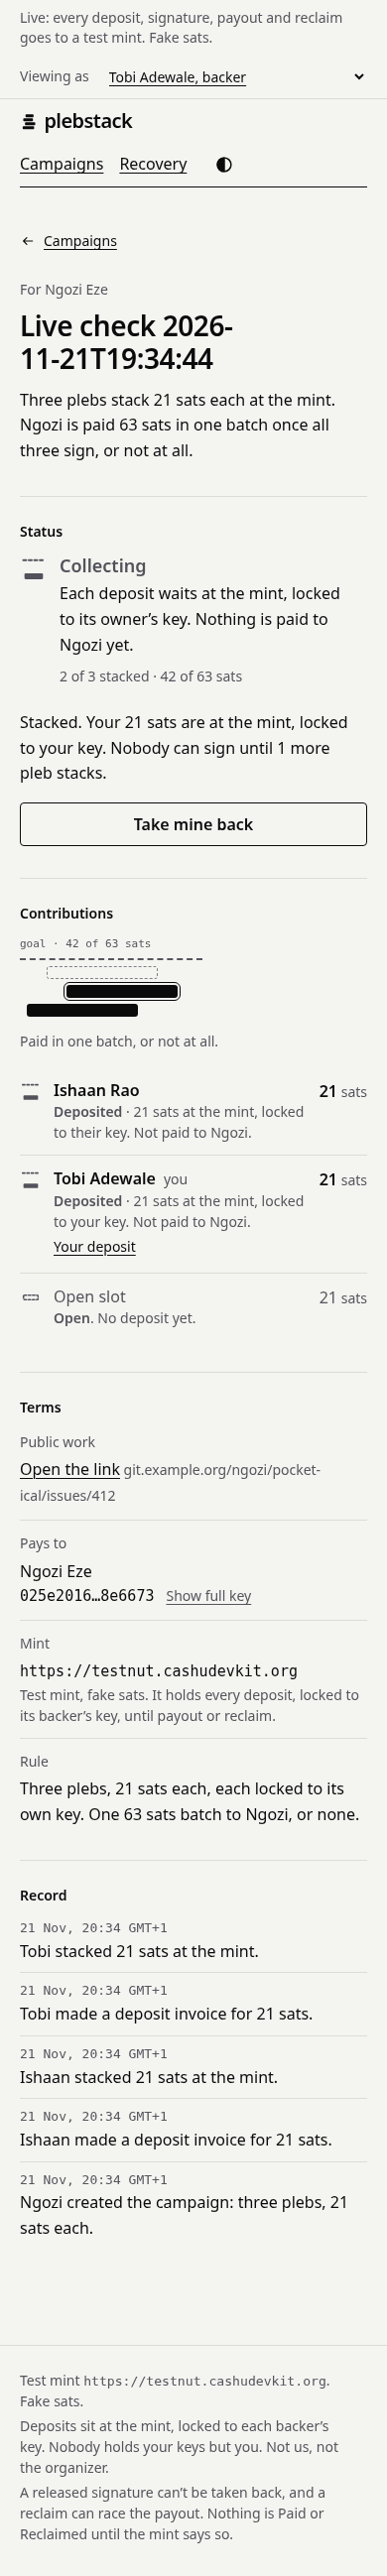 Live: every deposit, signature, payout and reclaim
goes to a test mint. Fake sats.
Viewing as Tobi Adewale, backer
plebstack
Campaigns Recovery
← Campaigns
For Ngozi Eze
Live check 2026-
11-21T19:34:44
Three plebs stack 21 sats each at the mint.
Ngozi is paid 63 sats in one batch once all
three sign, or not at all.
Status
Collecting
Each deposit waits at the mint, locked
to its owner’s key. Nothing is paid to
Ngozi yet.
2 of 3 stacked · 42 of 63 sats
Stacked. Your 21 sats are at the mint, locked
to your key. Nobody can sign until 1 more
pleb stacks.
Take mine back
Contributions
goal · 42 of 63 sats
Paid in one batch, or not at all.
Ishaan Rao 21 sats
Deposited · 21 sats at the mint, locked
to their key. Not paid to Ngozi.
Tobi Adewale you 21 sats
Deposited · 21 sats at the mint, locked
to your key. Not paid to Ngozi.
Your deposit
Open slot 21 sats
Open. No deposit yet.
Terms
Public work
Open the link git.example.org/ngozi/pocket-
ical/issues/412
Pays to
Ngozi Eze
025e2016…8e6673 Show full key
Mint
https://testnut.cashudevkit.org
Test mint, fake sats. It holds every deposit, locked to
its backer’s key, until payout or reclaim.
Rule
Three plebs, 21 sats each, each locked to its
own key. One 63 sats batch to Ngozi, or none.
Record
21 Nov, 20:34 GMT+1
Tobi stacked 21 sats at the mint.
21 Nov, 20:34 GMT+1
Tobi made a deposit invoice for 21 sats.
21 Nov, 20:34 GMT+1
Ishaan stacked 21 sats at the mint.
21 Nov, 20:34 GMT+1
Ishaan made a deposit invoice for 21 sats.
21 Nov, 20:34 GMT+1
Ngozi created the campaign: three plebs, 21
sats each.
Test mint https://testnut.cashudevkit.org.
Fake sats.
Deposits sit at the mint, locked to each backer’s
key. Nobody holds your keys but you. Not us, not
the organizer.
A released signature can’t be taken back, and a
reclaim can race the payout. Nothing is Paid or
Reclaimed until the mint says so.